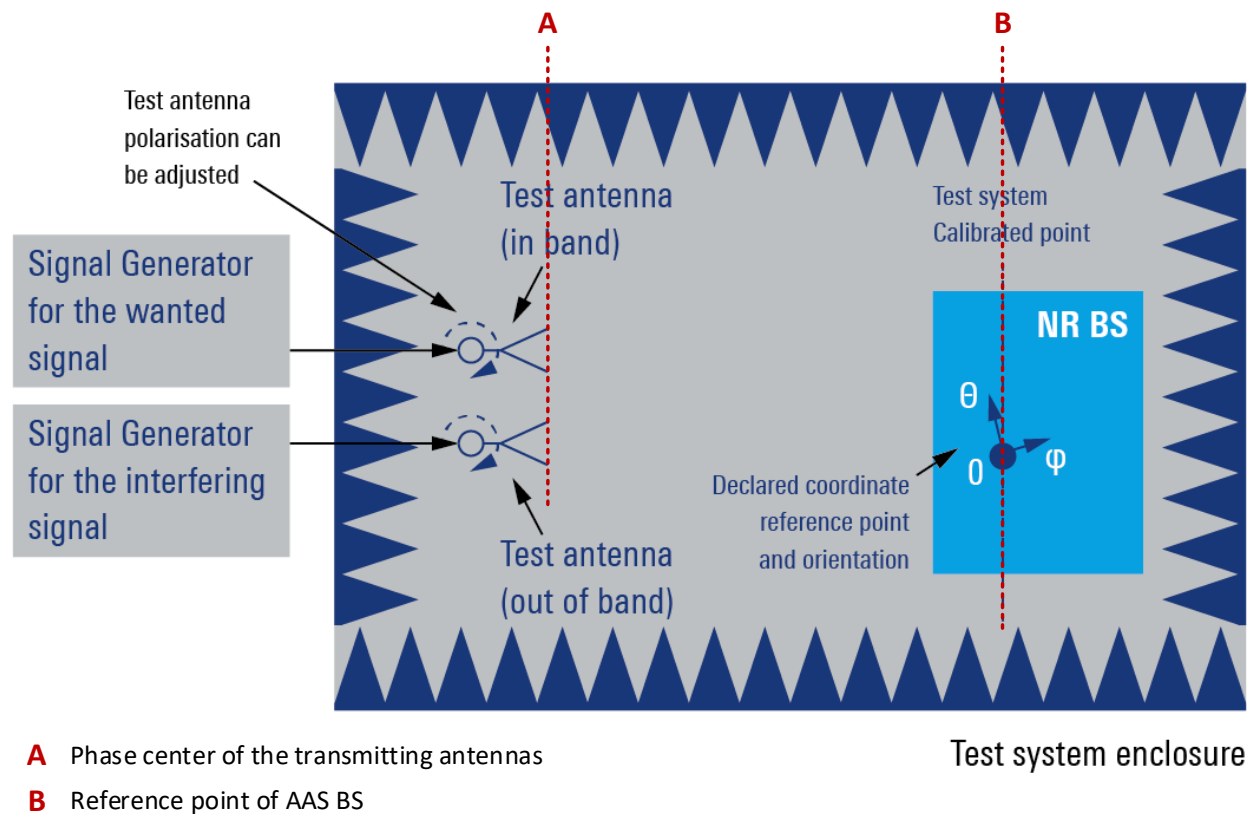 A
B
Test antenna
polarisation can
be adjusted
Test antenna
(in band)
Test system
Calibrated point
Signal Generator
for the wanted
signal
NR BS
θ
0
φ
Signal Generator
for the interfering
signal
Declared coordinate
reference point
and orientation
Test antenna
(out of band)
A Phase center of the transmitting antennas
Test system enclosure
B Reference point of AAS BS